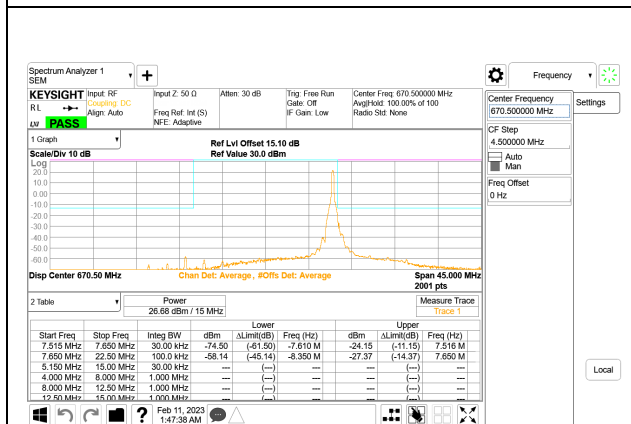 Spectrum Analyzer 1
SEM
Frequency
KEYSIGHT Input: RF Input Z: 50 Ω Atten: 30 dB Trig: Free Run Center Freq: 670.500000 MHz
RL Coupling: DC Gate: Off Avg|Hold: 100.00% of 100
Align: Auto Freq Ref: Int (S) IF Gain: Low Radio Std: None
LNI PASS NFE: Adaptive
Center Frequency
670.500000 MHz
Settings
CF Step
4.500000 MHz
Auto
Man
Freq Offset
0 Hz
Local
1 Graph
Ref Lvl Offset 15.10 dB
Scale/Div 10 dB Ref Value 30.0 dBm
Log
20.0
10.0
0.00
-10.0
-20.0
-30.0
-40.0
-50.0
-60.0
Disp Center 670.50 MHz Chan Det: Average, #Offs Det: Average Span 45.000 MHz
2001 pts
2 Table Power Measure Trace
26.68 dBm / 15 MHz Trace 1
Lower Upper
Start Freq Stop Freq Integ BW dBm ΔLimit(dB) Freq (Hz) dBm ΔLimit(dB) Freq (Hz)
7.515 MHz 7.650 MHz 30.00 kHz -74.50 (-61.50) -7.610 M -24.15 (-11.15) 7.516 M
7.650 MHz 22.50 MHz 100.0 kHz -58.14 (-45.14) -8.350 M -27.37 (-14.37) 7.650 M
5.150 MHz 15.00 MHz 30.00 kHz --- (---) --- --- (---) ---
4.000 MHz 8.000 MHz 1.000 MHz --- (---) --- --- (---) ---
8.000 MHz 12.50 MHz 1.000 MHz --- (---) --- --- (---) ---
12.50 MHz 15.00 MHz 1.000 MHz --- (---) --- --- (---) ---
? Feb 11, 2023
1:47:38 AM